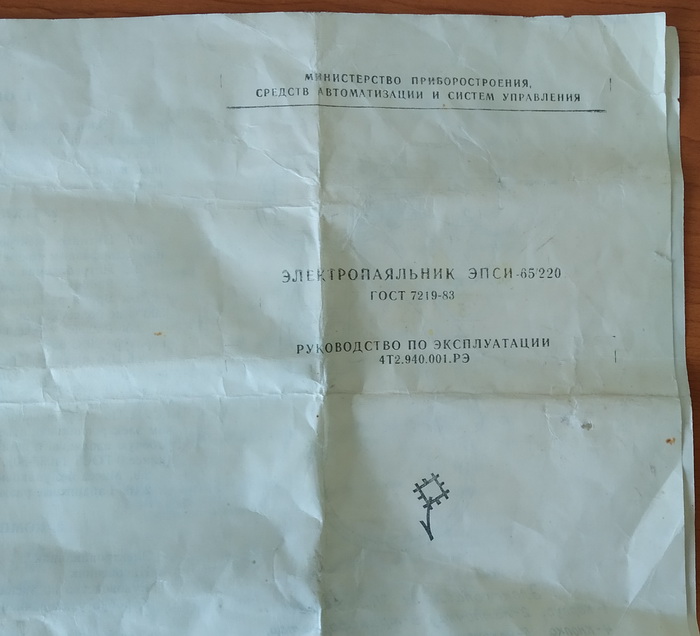 МИНИСТЕРСТВО ПРИБОРОСТРОЕНИЯ,
СРЕДСТВ АВТОМАТИЗАЦИИ И СИСТЕМ УПРАВЛЕНИЯ
ЭЛЕКТРОПАЯЛЬНИК ЭПСИ-65/220
ГОСТ 7219-83
РУКОВОДСТВО ПО ЭКСПЛУАТАЦИИ
4Т2.940.001.РЭ